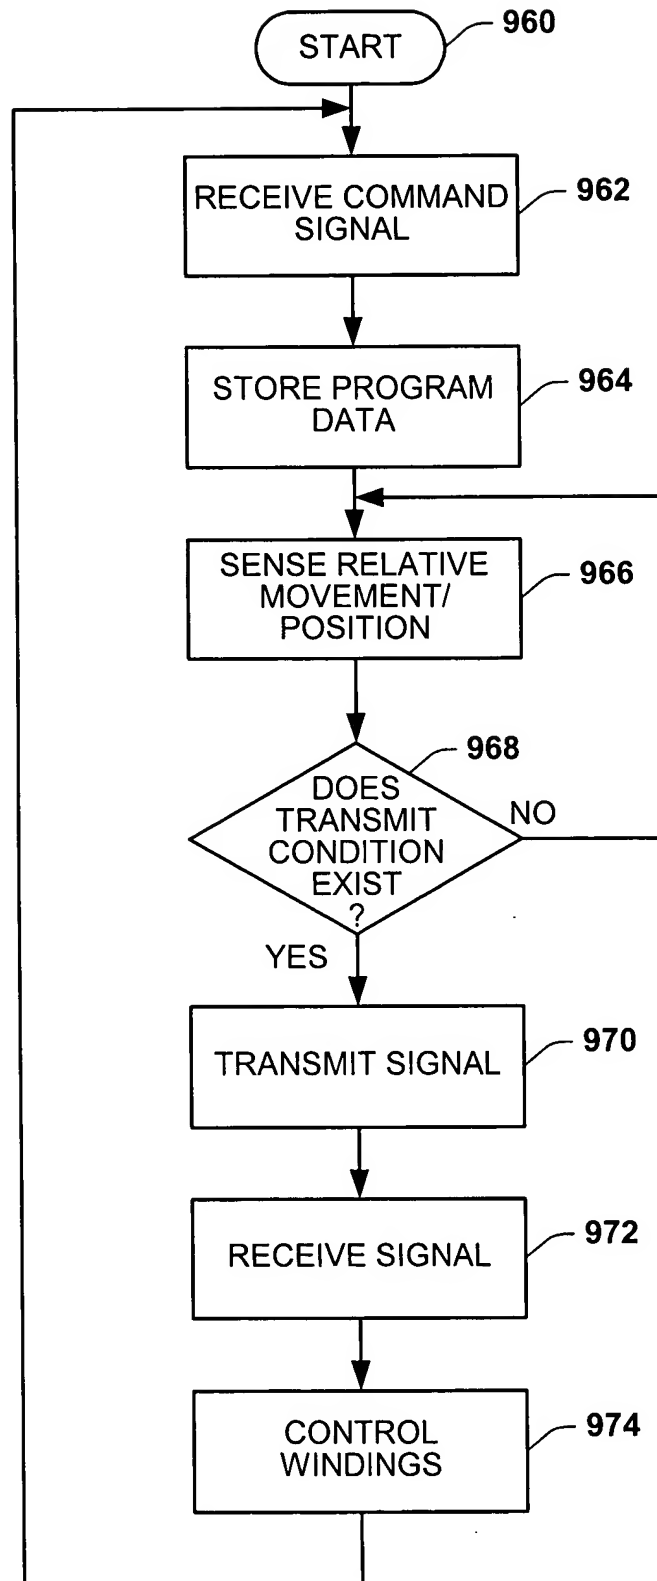 START
960
RECEIVE COMMAND
SIGNAL
962
STORE PROGRAM
DATA
964
SENSE RELATIVE
MOVEMENT/
POSITION
966
968
DOES
TRANSMIT
CONDITION
EXIST
?
NO
YES
TRANSMIT SIGNAL
970
RECEIVE SIGNAL
972
CONTROL
WINDINGS
974